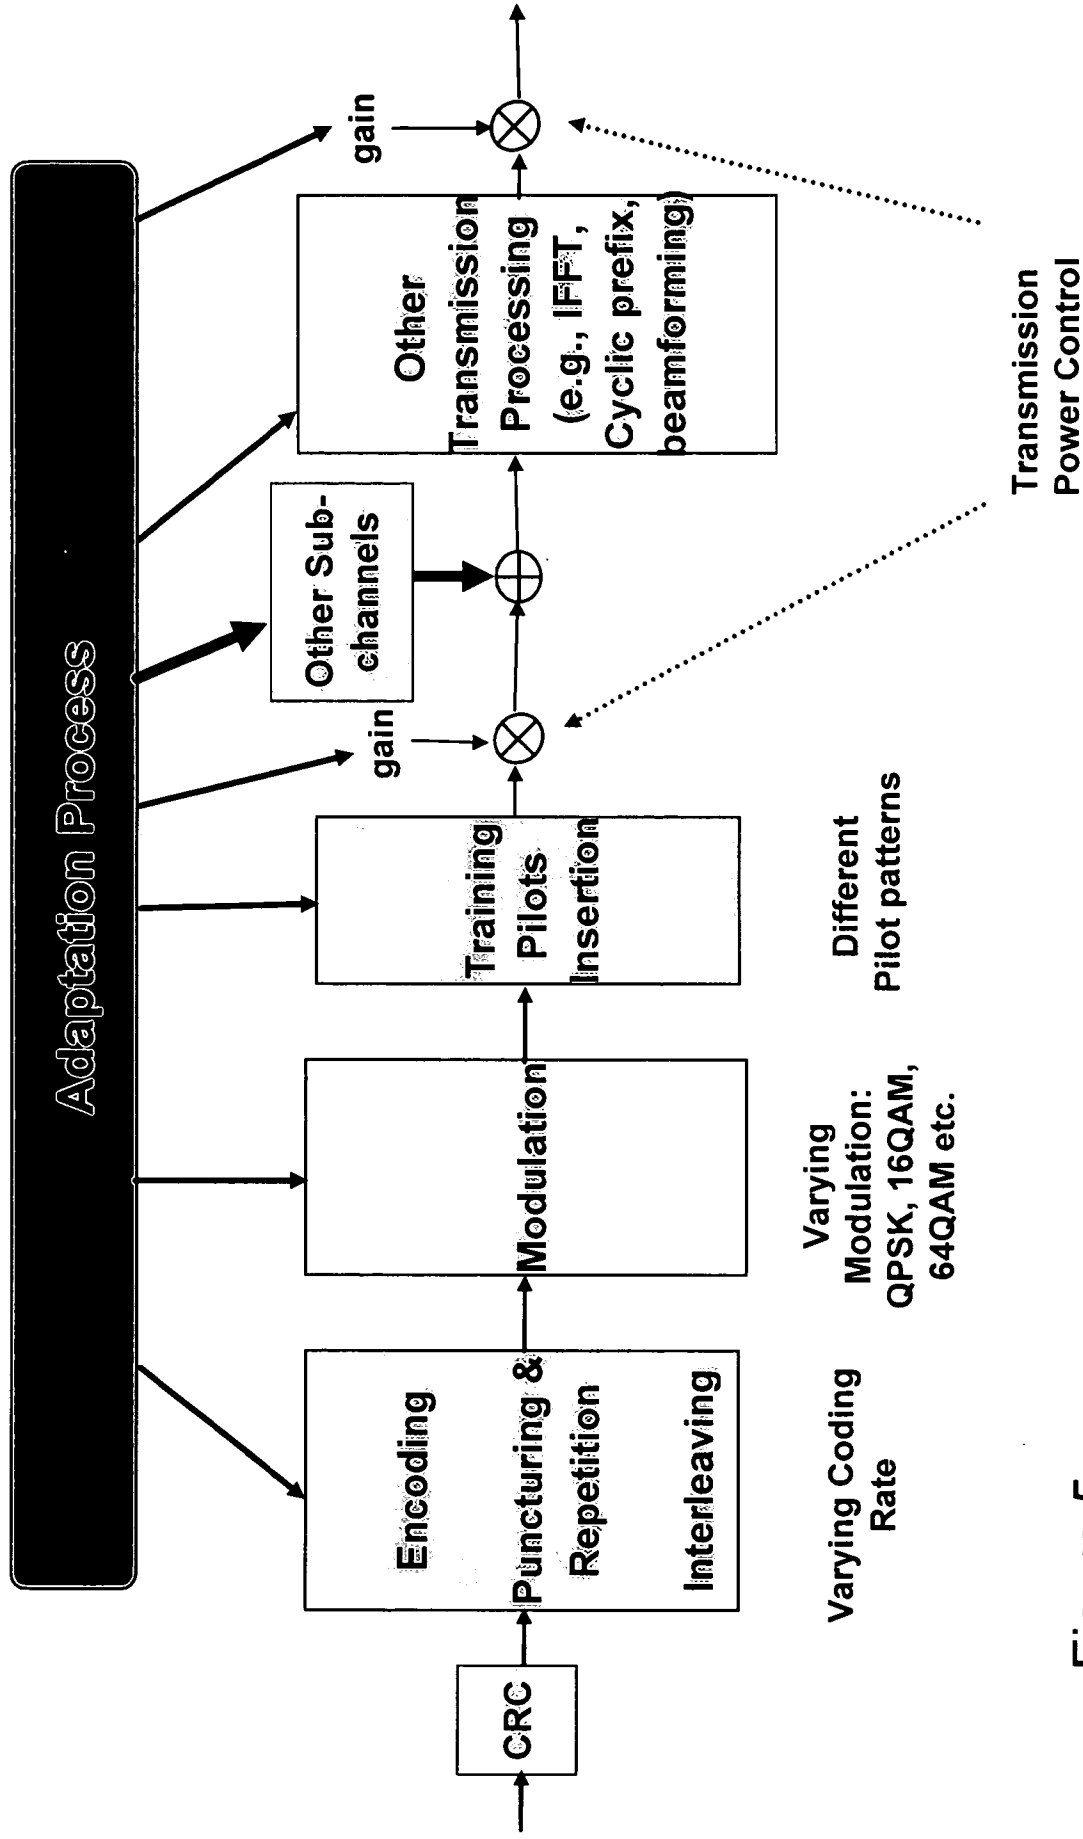 Adaptation Process
CRC
Encoding
Puncturing &
Repetition
Interleaving
Varying Coding
Rate
Modulation
Varying
Modulation:
QPSK, 16QAM,
64QAM etc.
Training
Pilots
Insertion
Different
Pilot patterns
gain
Other Sub-
channels
Other
Transmission
Processing
(e.g., IFFT,
Cyclic prefix,
beamforming)
gain
Transmission
Power Control